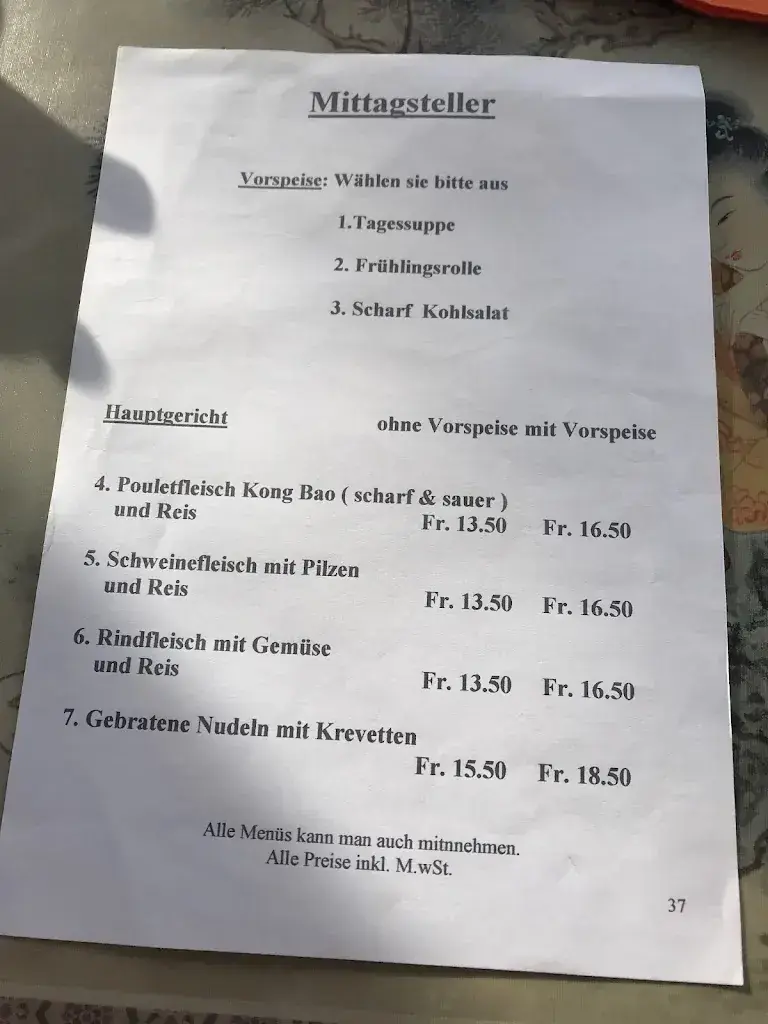 Mittagsteller
Vorspeise: Wählen sie bitte aus
1.Tagessuppe
2. Frühlingsrolle
3. Scharf Kohlsalat
Hauptgericht ohne Vorspeise mit Vorspeise
4. Pouletfleisch Kong Bao ( scharf & sauer )
und Reis Fr. 13.50 Fr. 16.50
5. Schweinefleisch mit Pilzen
und Reis Fr. 13.50 Fr. 16.50
6. Rindfleisch mit Gemüse
und Reis Fr. 13.50 Fr. 16.50
7. Gebratene Nudeln mit Krevetten
Fr. 15.50 Fr. 18.50
Alle Menüs kann man auch mitnnehmen.
Alle Preise inkl. M.wSt.
37